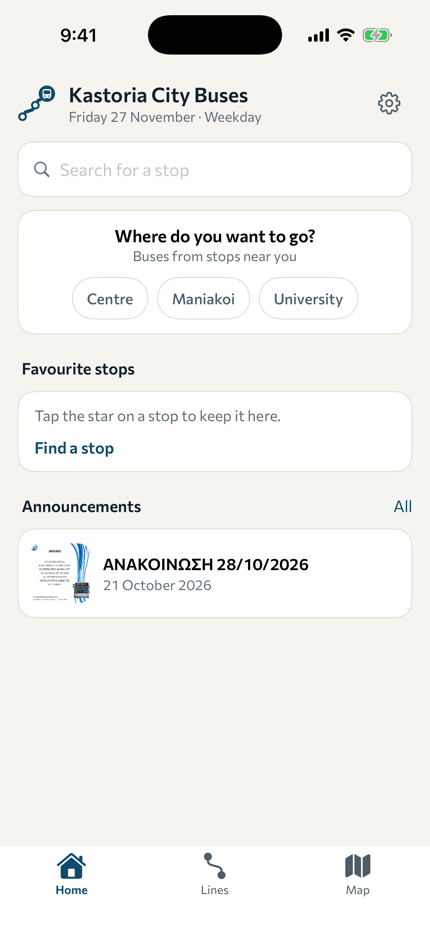 9:41
Kastoria City Buses
Friday 27 November · Weekday
Search for a stop
Where do you want to go?
Buses from stops near you
Centre
Maniakoi
University
Favourite stops
Tap the star on a stop to keep it here.
Find a stop
Announcements
All
ΑΝΑΚΟΙΝΩΣΗ 28/10/2026
21 October 2026
Home
Lines
Map